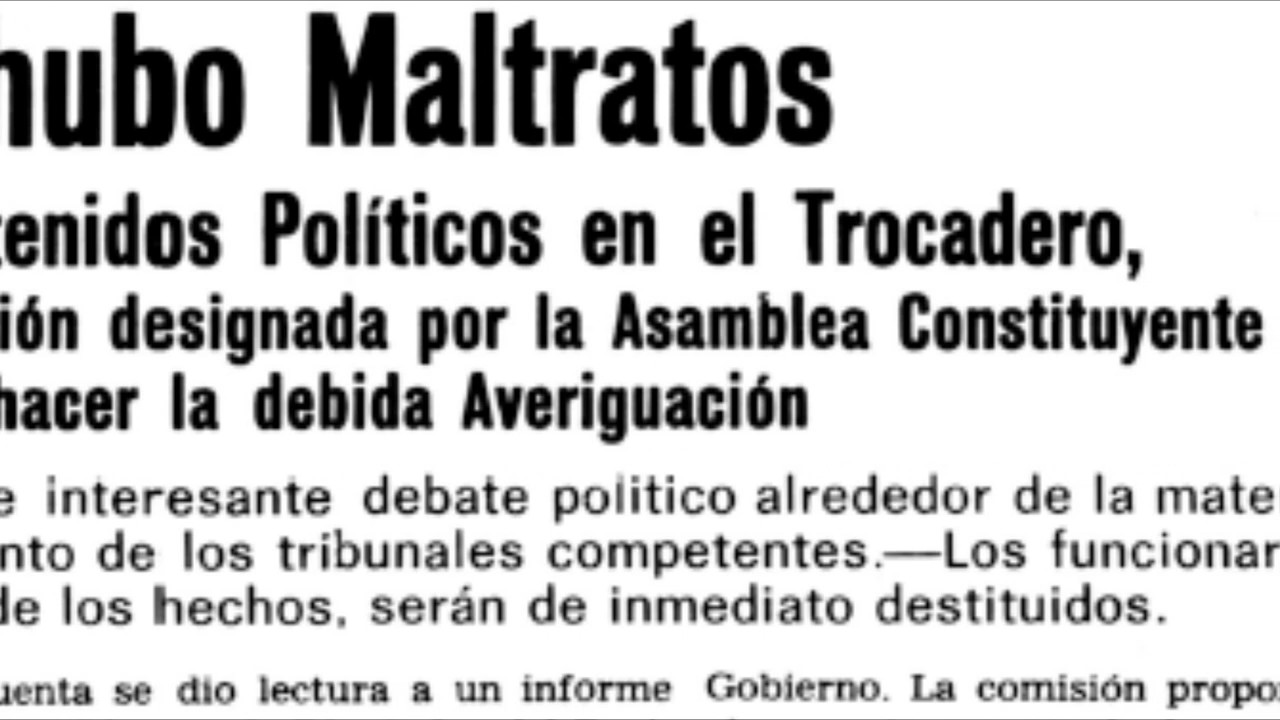 hubo Maltratos
tenidos Políticos en el Trocadero,
ión designada por la Asamblea Constituyente
hacer la debida Averiguación
e interesante debate politico alrededor de la mate
nto de los tribunales competentes.—Los funcionar
de los hechos, serán de inmediato destituidos.
uenta se dio lectura a un informe Gobierno. La comisión propo